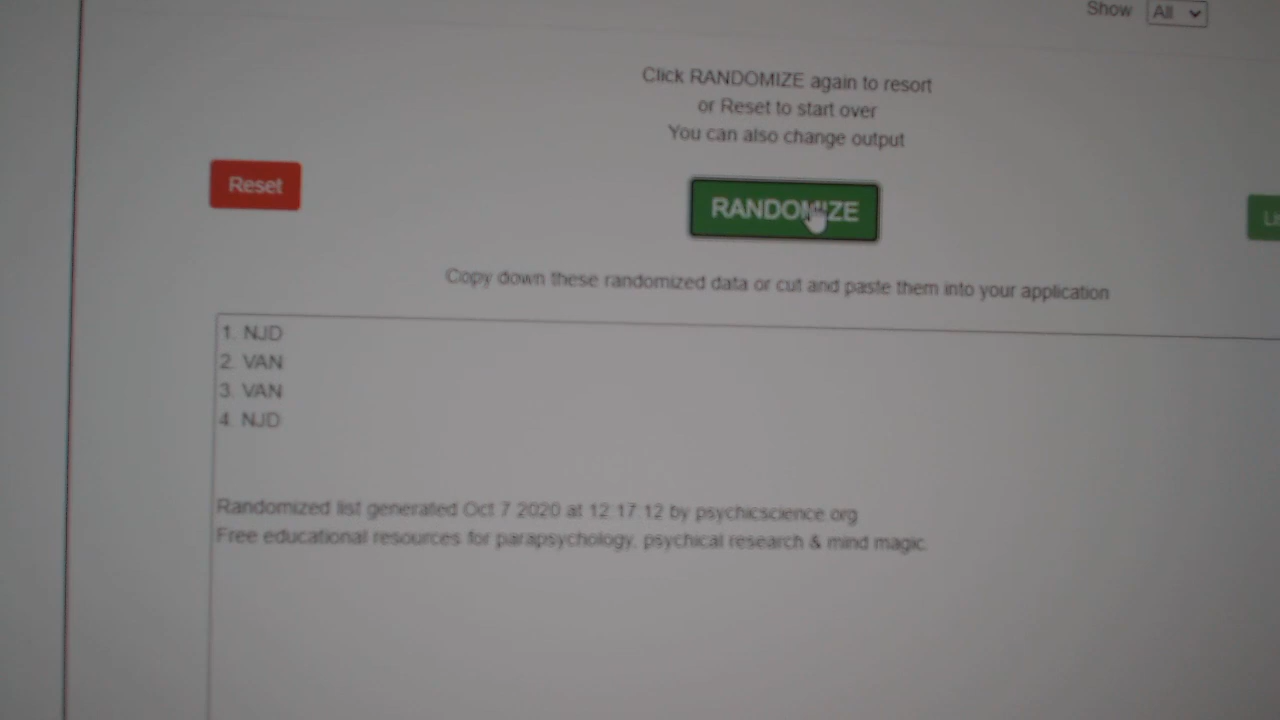 Show All
Click RANDOMIZE again to resort
or Reset to start over
You can also change output
Reset
RANDOMIZE
Copy down these randomized data or cut and paste them into your application
1. NJD
2. VAN
3. VAN
4. NJD
Randomized list generated Oct 7 2020 at 12:17:12 by psychicscience.org
Free educational resources for parapsychology, psychical research & mind magic.